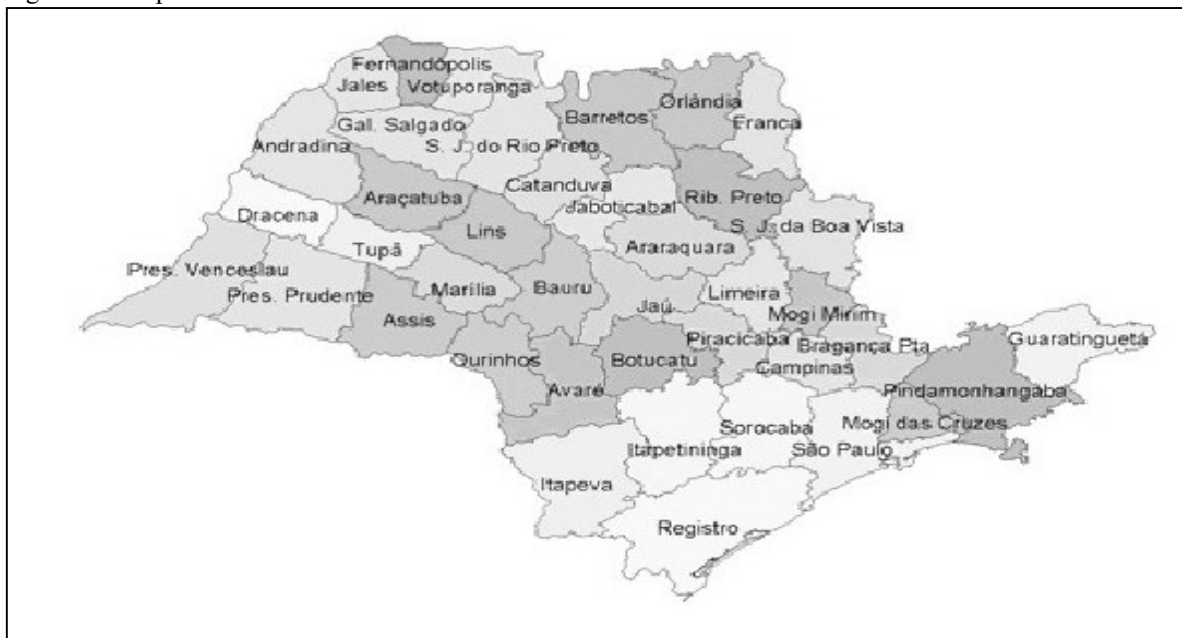 Fernandópolis
Jales
Votuporanga
Orlândia
Barretos
Franca
Gal. Salgado
Andradina
S. J. do Rio Preto
Catanduva
Araçatuba
Rib. Preto
Jaboticabal
Dracena
S. J. da Boa Vista
Lins
Tupã
Araraquara
Pres. Venceslau
Marília
Bauru
Pres. Prudente
Limeira
Jaú
Assis
Mogi Mirim
Piracicaba
Guaratinguetá
Bragança Pta
Ourinhos
Botucatu
Campinas
Avaré
Pindamonhangaba
Mogi das Cruzes
Sorocaba
Itapetininga
São Paulo
Itapeva
Registro